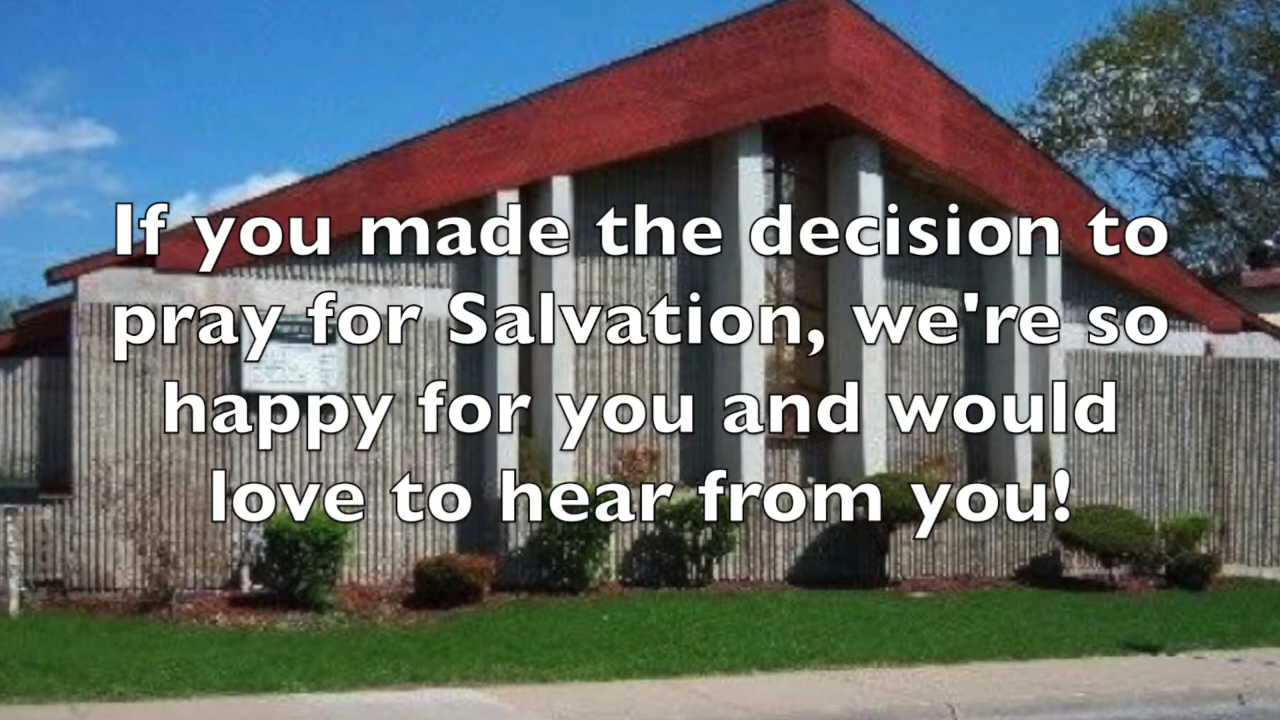 If you made the decision to
pray for Salvation, we're so
happy for you and would
love to hear from you!